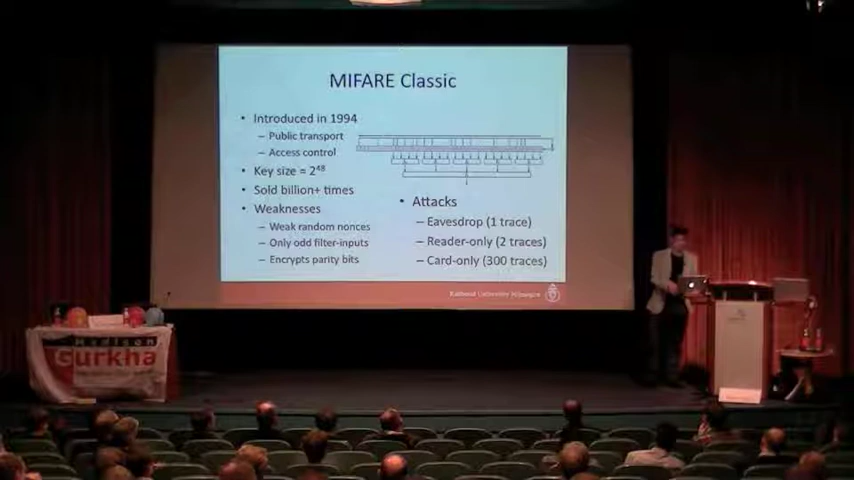 MIFARE Classic
• Introduced in 1994
– Public transport
– Access control
• Key size = 2⁴⁸
• Sold billion+ times
• Weaknesses
– Weak random nonces
– Only odd filter-inputs
– Encrypts parity bits
• Attacks
– Eavesdrop (1 trace)
– Reader-only (2 traces)
– Card-only (300 traces)
Radboud University Nijmegen
Madison
Gurkha